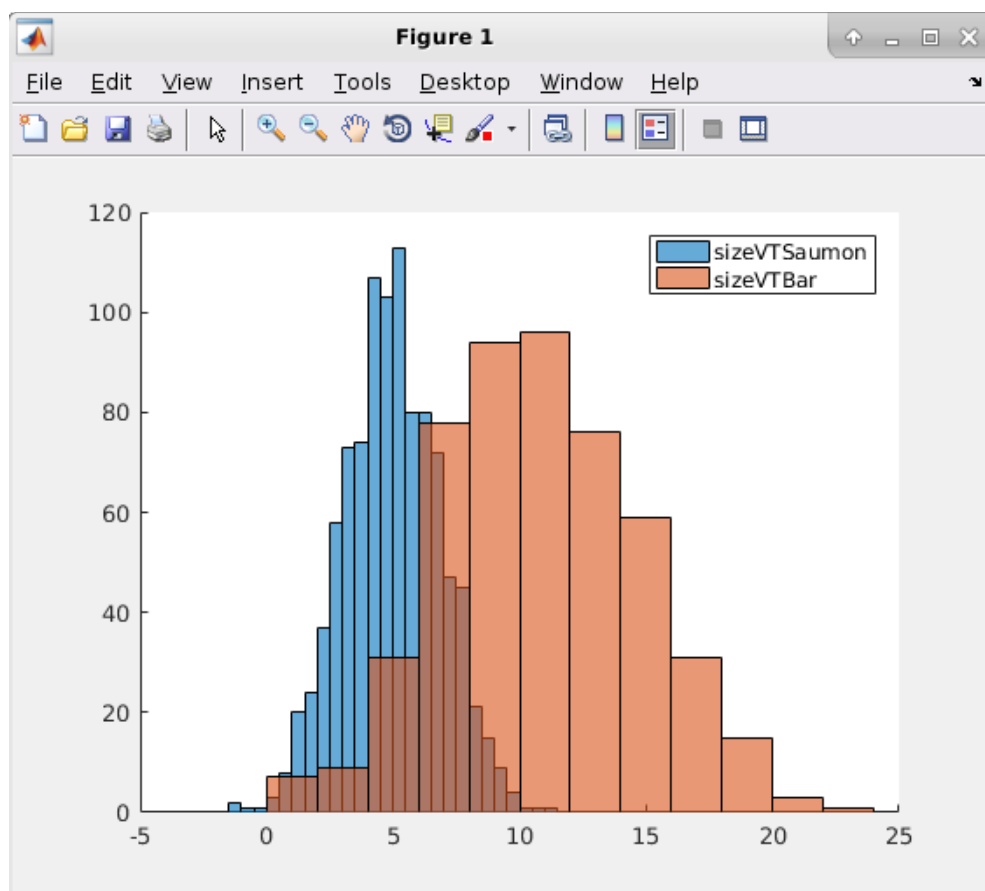 Figure 1
File Edit View Insert Tools Desktop Window Help
120
100
80
60
40
20
0
sizeVTSaumon
sizeVTBar
-5 0 5 10 15 20 25